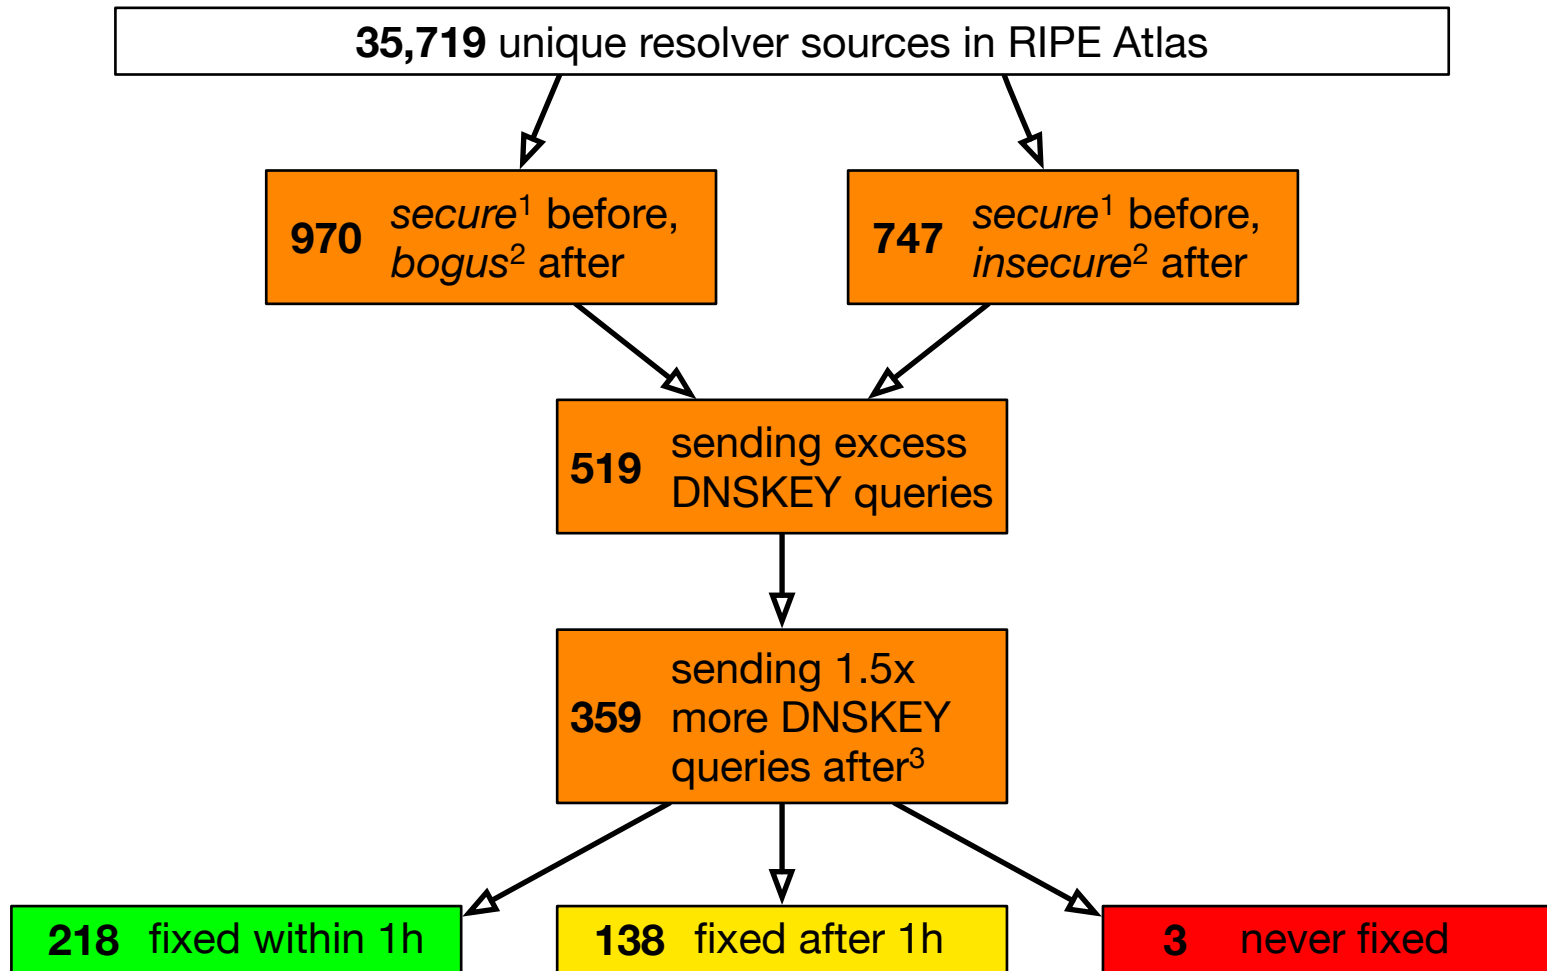 35,719 unique resolver sources in RIPE Atlas
970 secure¹ before,
bogus² after
747 secure¹ before,
insecure² after
519 sending excess
DNSKEY queries
359 sending 1.5x
more DNSKEY
queries after³
218 fixed within 1h
138 fixed after 1h
3 never fixed